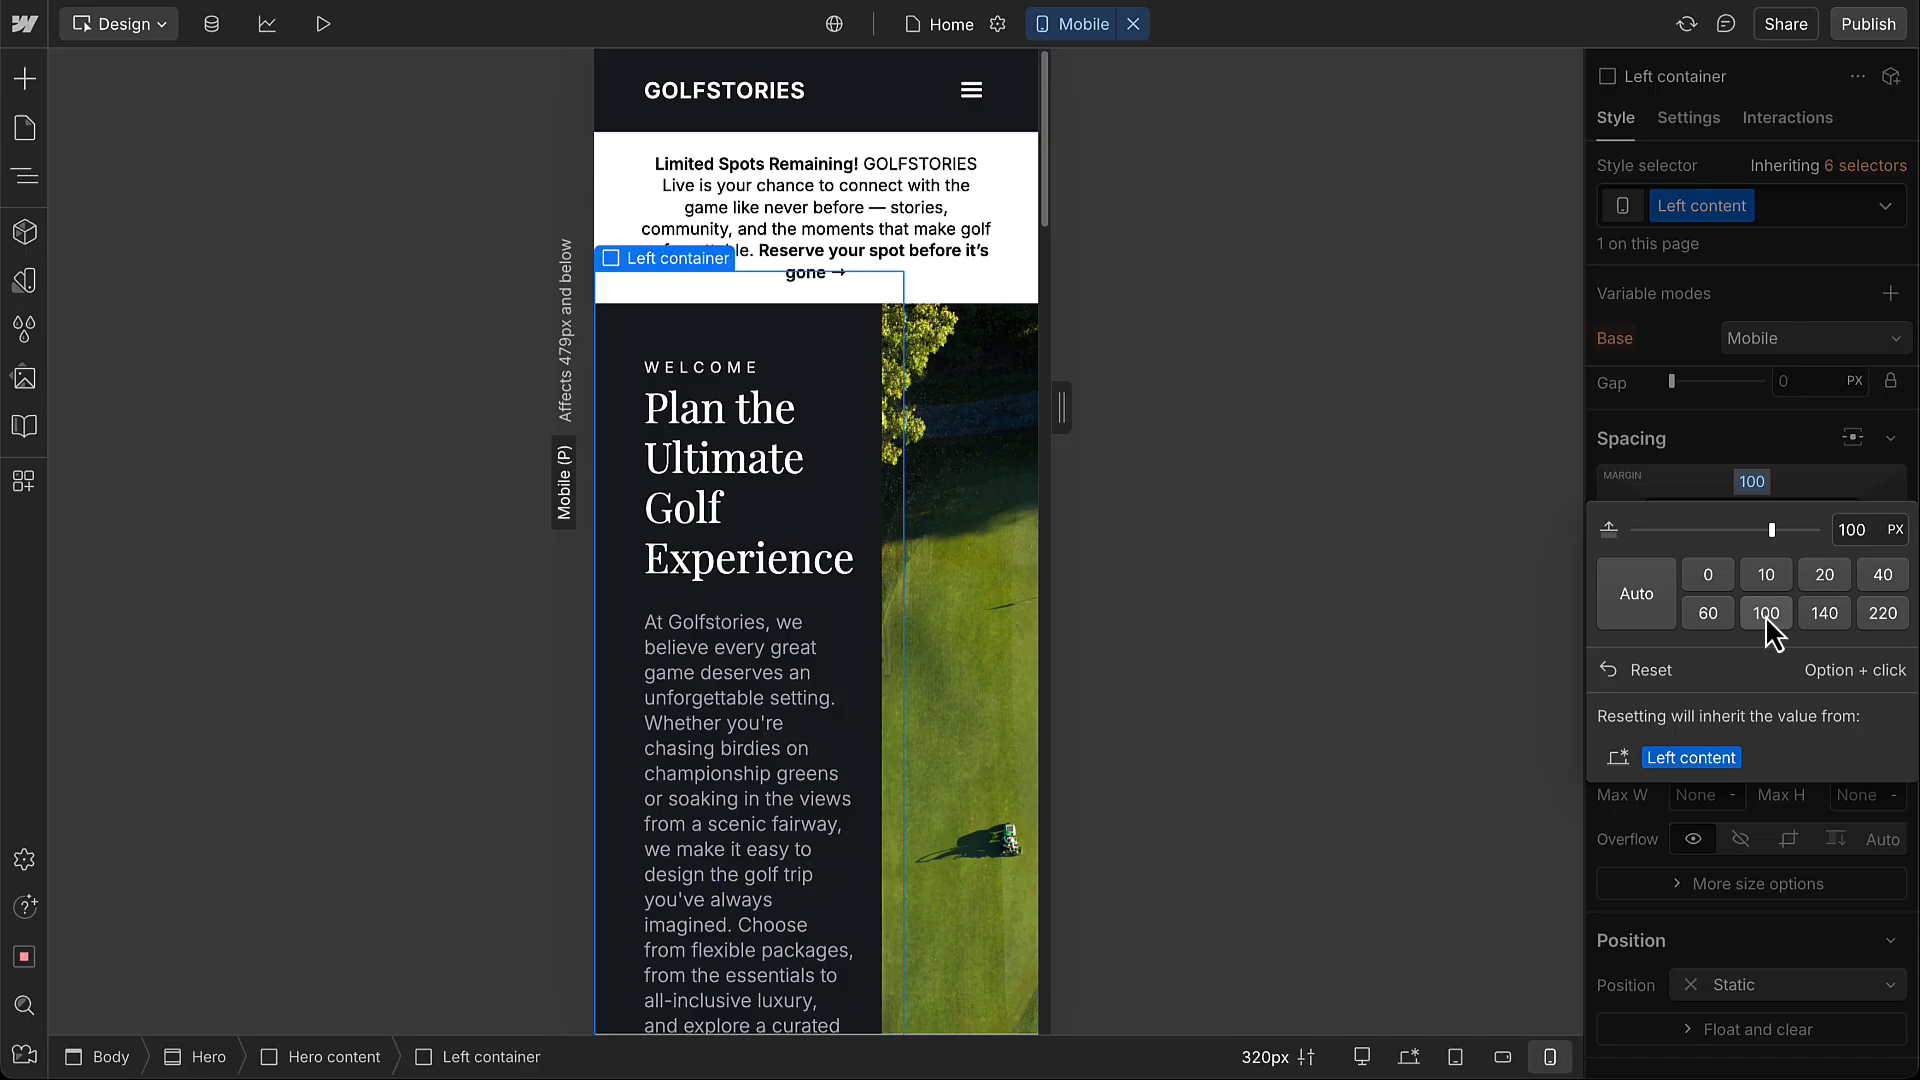 Design
Home
Mobile
Share
Publish
GOLFSTORIES
Limited Spots Remaining! GOLFSTORIES
Live is your chance to connect with the
game like never before — stories,
community, and the moments that make golf
Reserve your spot before it's
gone →
Left container
WELCOME
Plan the
Ultimate
Golf
Experience
At Golfstories, we
believe every great
game deserves an
unforgettable setting.
Whether you're
chasing birdies on
championship greens
or soaking in the views
from a scenic fairway,
we make it easy to
design the golf trip
you've always
imagined. Choose
from flexible packages,
from the essentials to
all-inclusive luxury,
and explore a curated
Affects 479px and below
Mobile (P)
Left container
Style
Settings
Interactions
Style selector
Inheriting 6 selectors
Left content
1 on this page
Variable modes
Base
Mobile
Gap
0
PX
Spacing
MARGIN
100
100
PX
Auto
0
10
20
40
60
100
140
220
Reset
Option + click
Resetting will inherit the value from:
Left content
Max W
None
-
Max H
None
-
Overflow
Auto
More size options
Position
Position
Static
Float and clear
Body
Hero
Hero content
Left container
320px